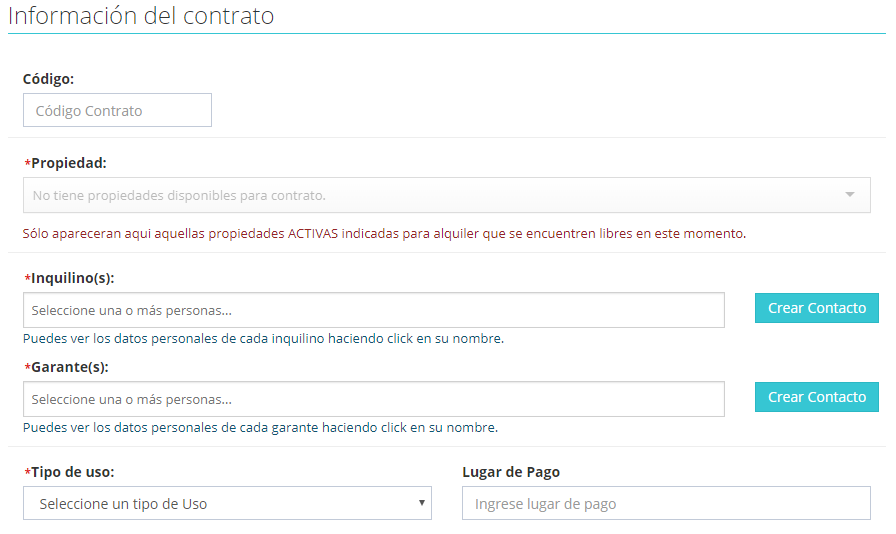 Información del contrato
Código:
Código Contrato
*Propiedad:
No tiene propiedades disponibles para contrato.
Sólo apareceran aqui aquellas propiedades ACTIVAS indicadas para alquiler que se encuentren libres en este momento.
*Inquilino(s):
Seleccione una o más personas...
Crear Contacto
Puedes ver los datos personales de cada inquilino haciendo click en su nombre.
*Garante(s):
Seleccione una o más personas...
Crear Contacto
Puedes ver los datos personales de cada garante haciendo click en su nombre.
*Tipo de uso:
Lugar de Pago
Seleccione un tipo de Uso
Ingrese lugar de pago